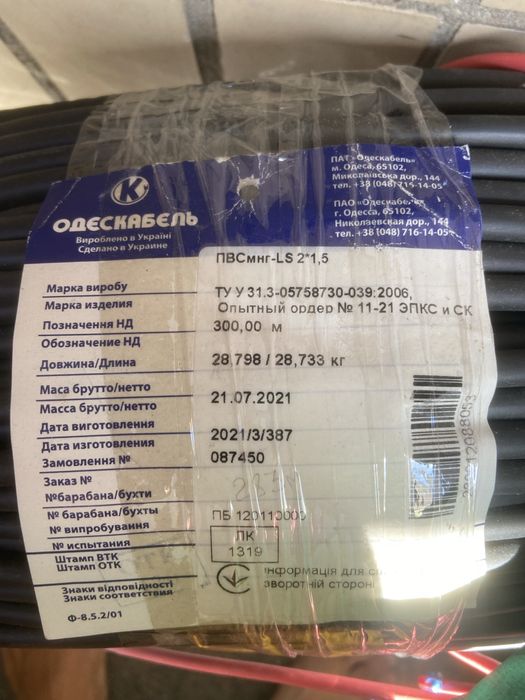 ПАТ "Одескабель"
м. Одеса, 65102,
Миколаївська дор., 144
тел. +38 (048) 716-14-05
ПАО "Одескабель"
г. Одесса, 65102,
Николаевская дор., 144
тел. +38 (048) 716-14-05
К
ОДЕСКАБЕЛЬ
Вироблено в Україні
Сделано в Украине
ПВСмнг-LS 2*1,5
Марка виробу
Марка изделия
ТУ У 31.3-05758730-039:2006,
Опытный ордер № 11-21 ЭПКС и СК
Позначення НД
Обозначение НД
300,00 м
Довжина/Длина
28,798 / 28,733 кг
Маса брутто/нетто
Масса брутто/нетто
21.07.2021
Дата виготовлення
Дата изготовления
2021/3/387
Замовлення №
Заказ №
087450
№барабана/бухти
№ барабана/бухты
№ випробування
№ испытания
ПБ 120110000
Штамп ВТК
Штамп ОТК
ЛК
1319
Знаки відповідності
Знаки соответствия
Інформація для
зворотній стороні
Ф-8.5.2/01